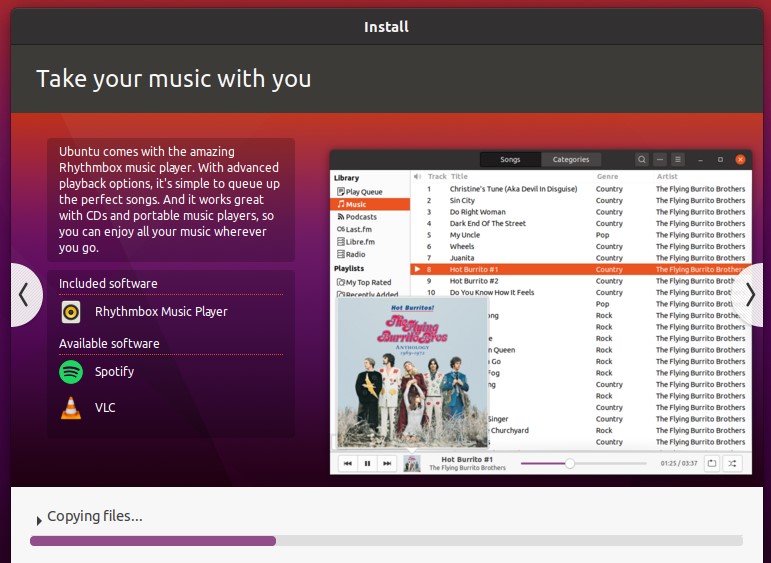 Install
Take your music with you
Ubuntu comes with the amazing
Rhythmbox music player. With advanced
playback options, it's simple to queue up
the perfect songs. And it works great
with CDs and portable music players, so
you can enjoy all your music wherever
you go.
Included software
Rhythmbox Music Player
Available software
Spotify
VLC
Songs Categories
Library
Play Queue
Music
Podcasts
Last.fm
Libre.fm
Radio
Playlists
My Top Rated
Recently Added
Track Title Genre Artist
1 Christine's Tune (Aka Devil In Disguise) Country The Flying Burrito Brothers
2 Sin City Country The Flying Burrito Brothers
3 Do Right Woman Country The Flying Burrito Brothers
4 Dark End Of The Street Country The Flying Burrito Brothers
5 My Uncle Pop The Flying Burrito Brothers
6 Wheels Country The Flying Burrito Brothers
7 Juanita Country The Flying Burrito Brothers
8 Hot Burrito #1 Country The Flying Burrito Brothers
9 Hot Burrito #2 Country The Flying Burrito Brothers
10 Do You Know How It Feels Country The Flying Burrito Brothers
Pop The Flying Burrito Brothers
ong Rock The Flying Burrito Brothers
Rock The Flying Burrito Brothers
Rock The Flying Burrito Brothers
n Queen Rock The Flying Burrito Brothers
u Go Rock The Flying Burrito Brothers
ng Country The Flying Burrito Brothers
Rock The Flying Burrito Brothers
Country The Flying Burrito Brothers
Singer Country The Flying Burrito Brothers
Churchyard Rock The Flying Burrito Brothers
Country The Flying Burrito Brothers
Hot Burritos!
The Flying Burrito Bros
ANTHOLOGY
1969-1972
Hot Burrito #1
The Flying Burrito Brothers
01:25 / 03:37
Copying files...